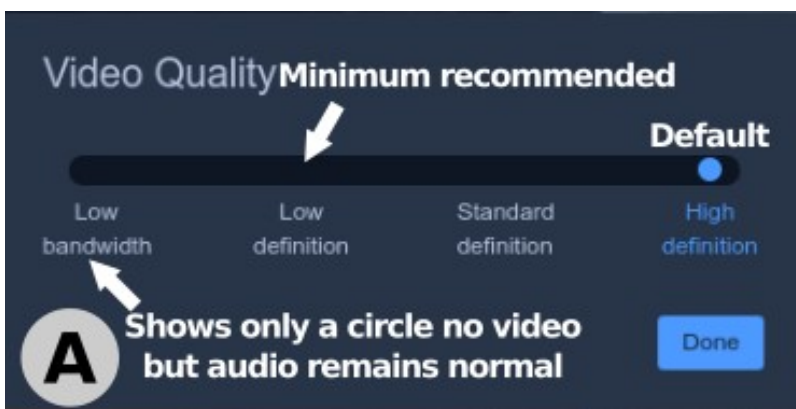 Video Quality Minimum recommended
Default
Low bandwidth
Low definition
Standard definition
High definition
Shows only a circle no video
but audio remains normal
A
Done